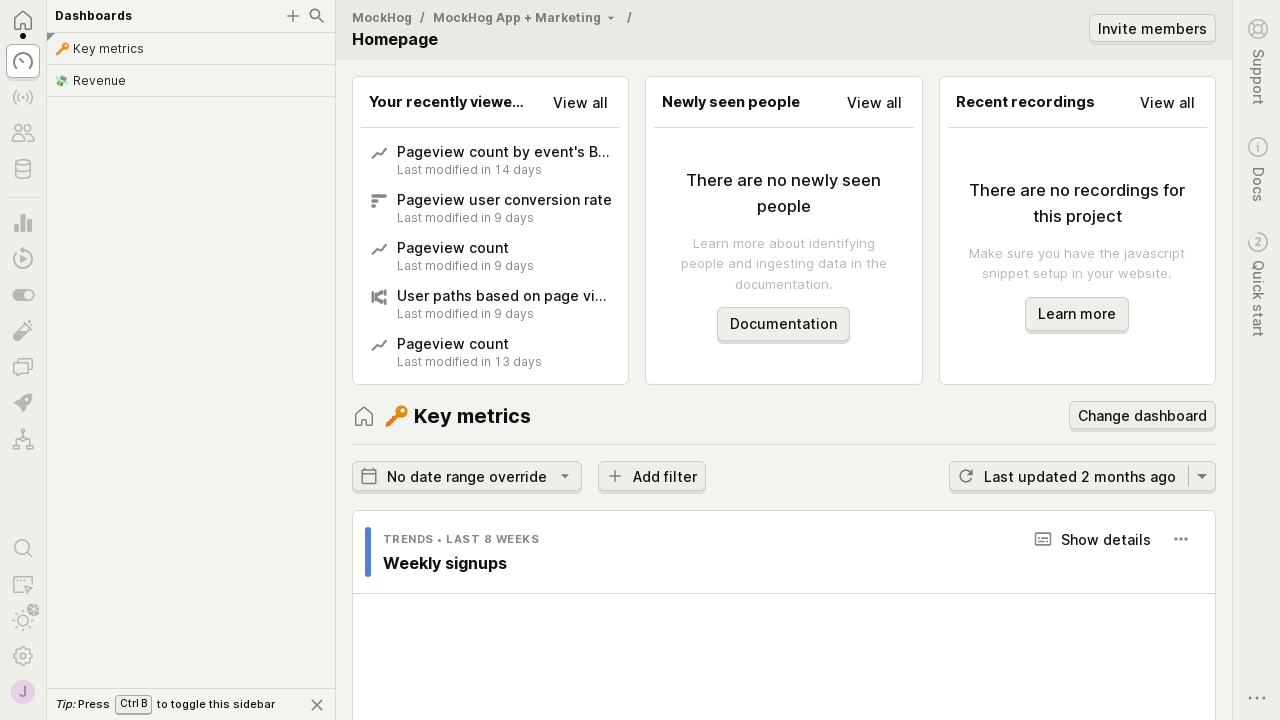 Dashboards
🔑 Key metrics
💸 Revenue
Tip: Press Ctrl B to toggle this sidebar
J
MockHog / MockHog App + Marketing /
Homepage
Invite members
Your recently viewe...
View all
Pageview count by event's B...
Last modified in 14 days
Pageview user conversion rate
Last modified in 9 days
Pageview count
Last modified in 9 days
User paths based on page vi...
Last modified in 9 days
Pageview count
Last modified in 13 days
Newly seen people
View all
There are no newly seen
people
Learn more about identifying
people and ingesting data in the
documentation.
Documentation
Recent recordings
View all
There are no recordings for
this project
Make sure you have the javascript
snippet setup in your website.
Learn more
🔑 Key metrics
Change dashboard
No date range override
Add filter
Last updated 2 months ago
TRENDS • LAST 8 WEEKS
Show details
Weekly signups
Support
Docs
2
Quick start